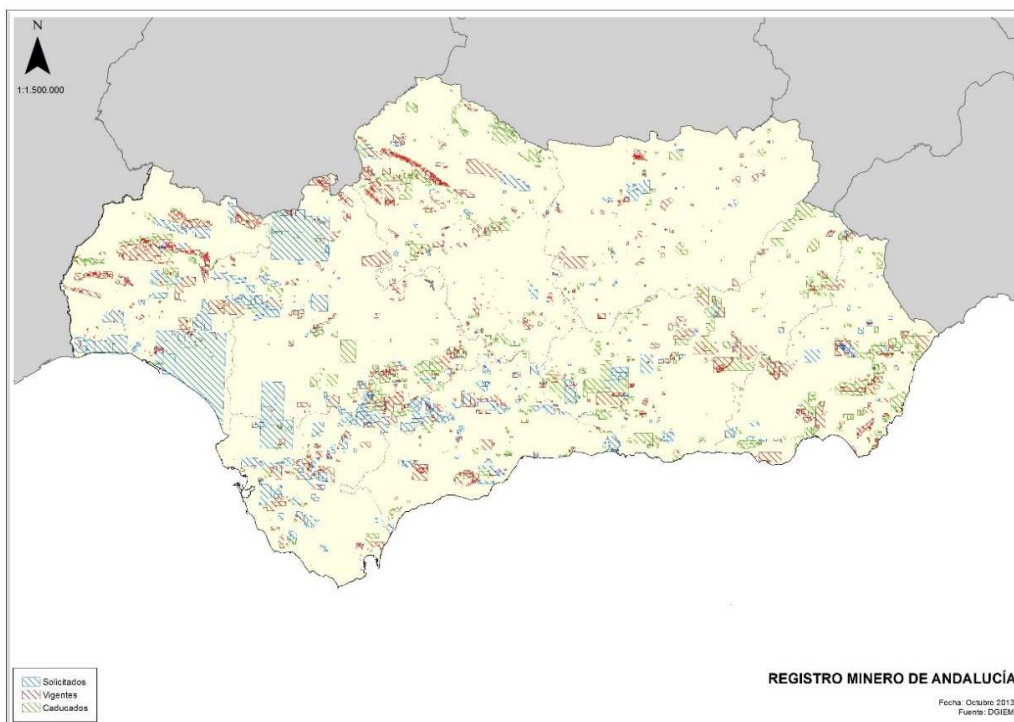 N
1:1.500.000
Solicitados
Vigentes
Caducados
REGISTRO MINERO DE ANDALUCÍA
Fecha: Octubre 2013
Fuente: DGIEM